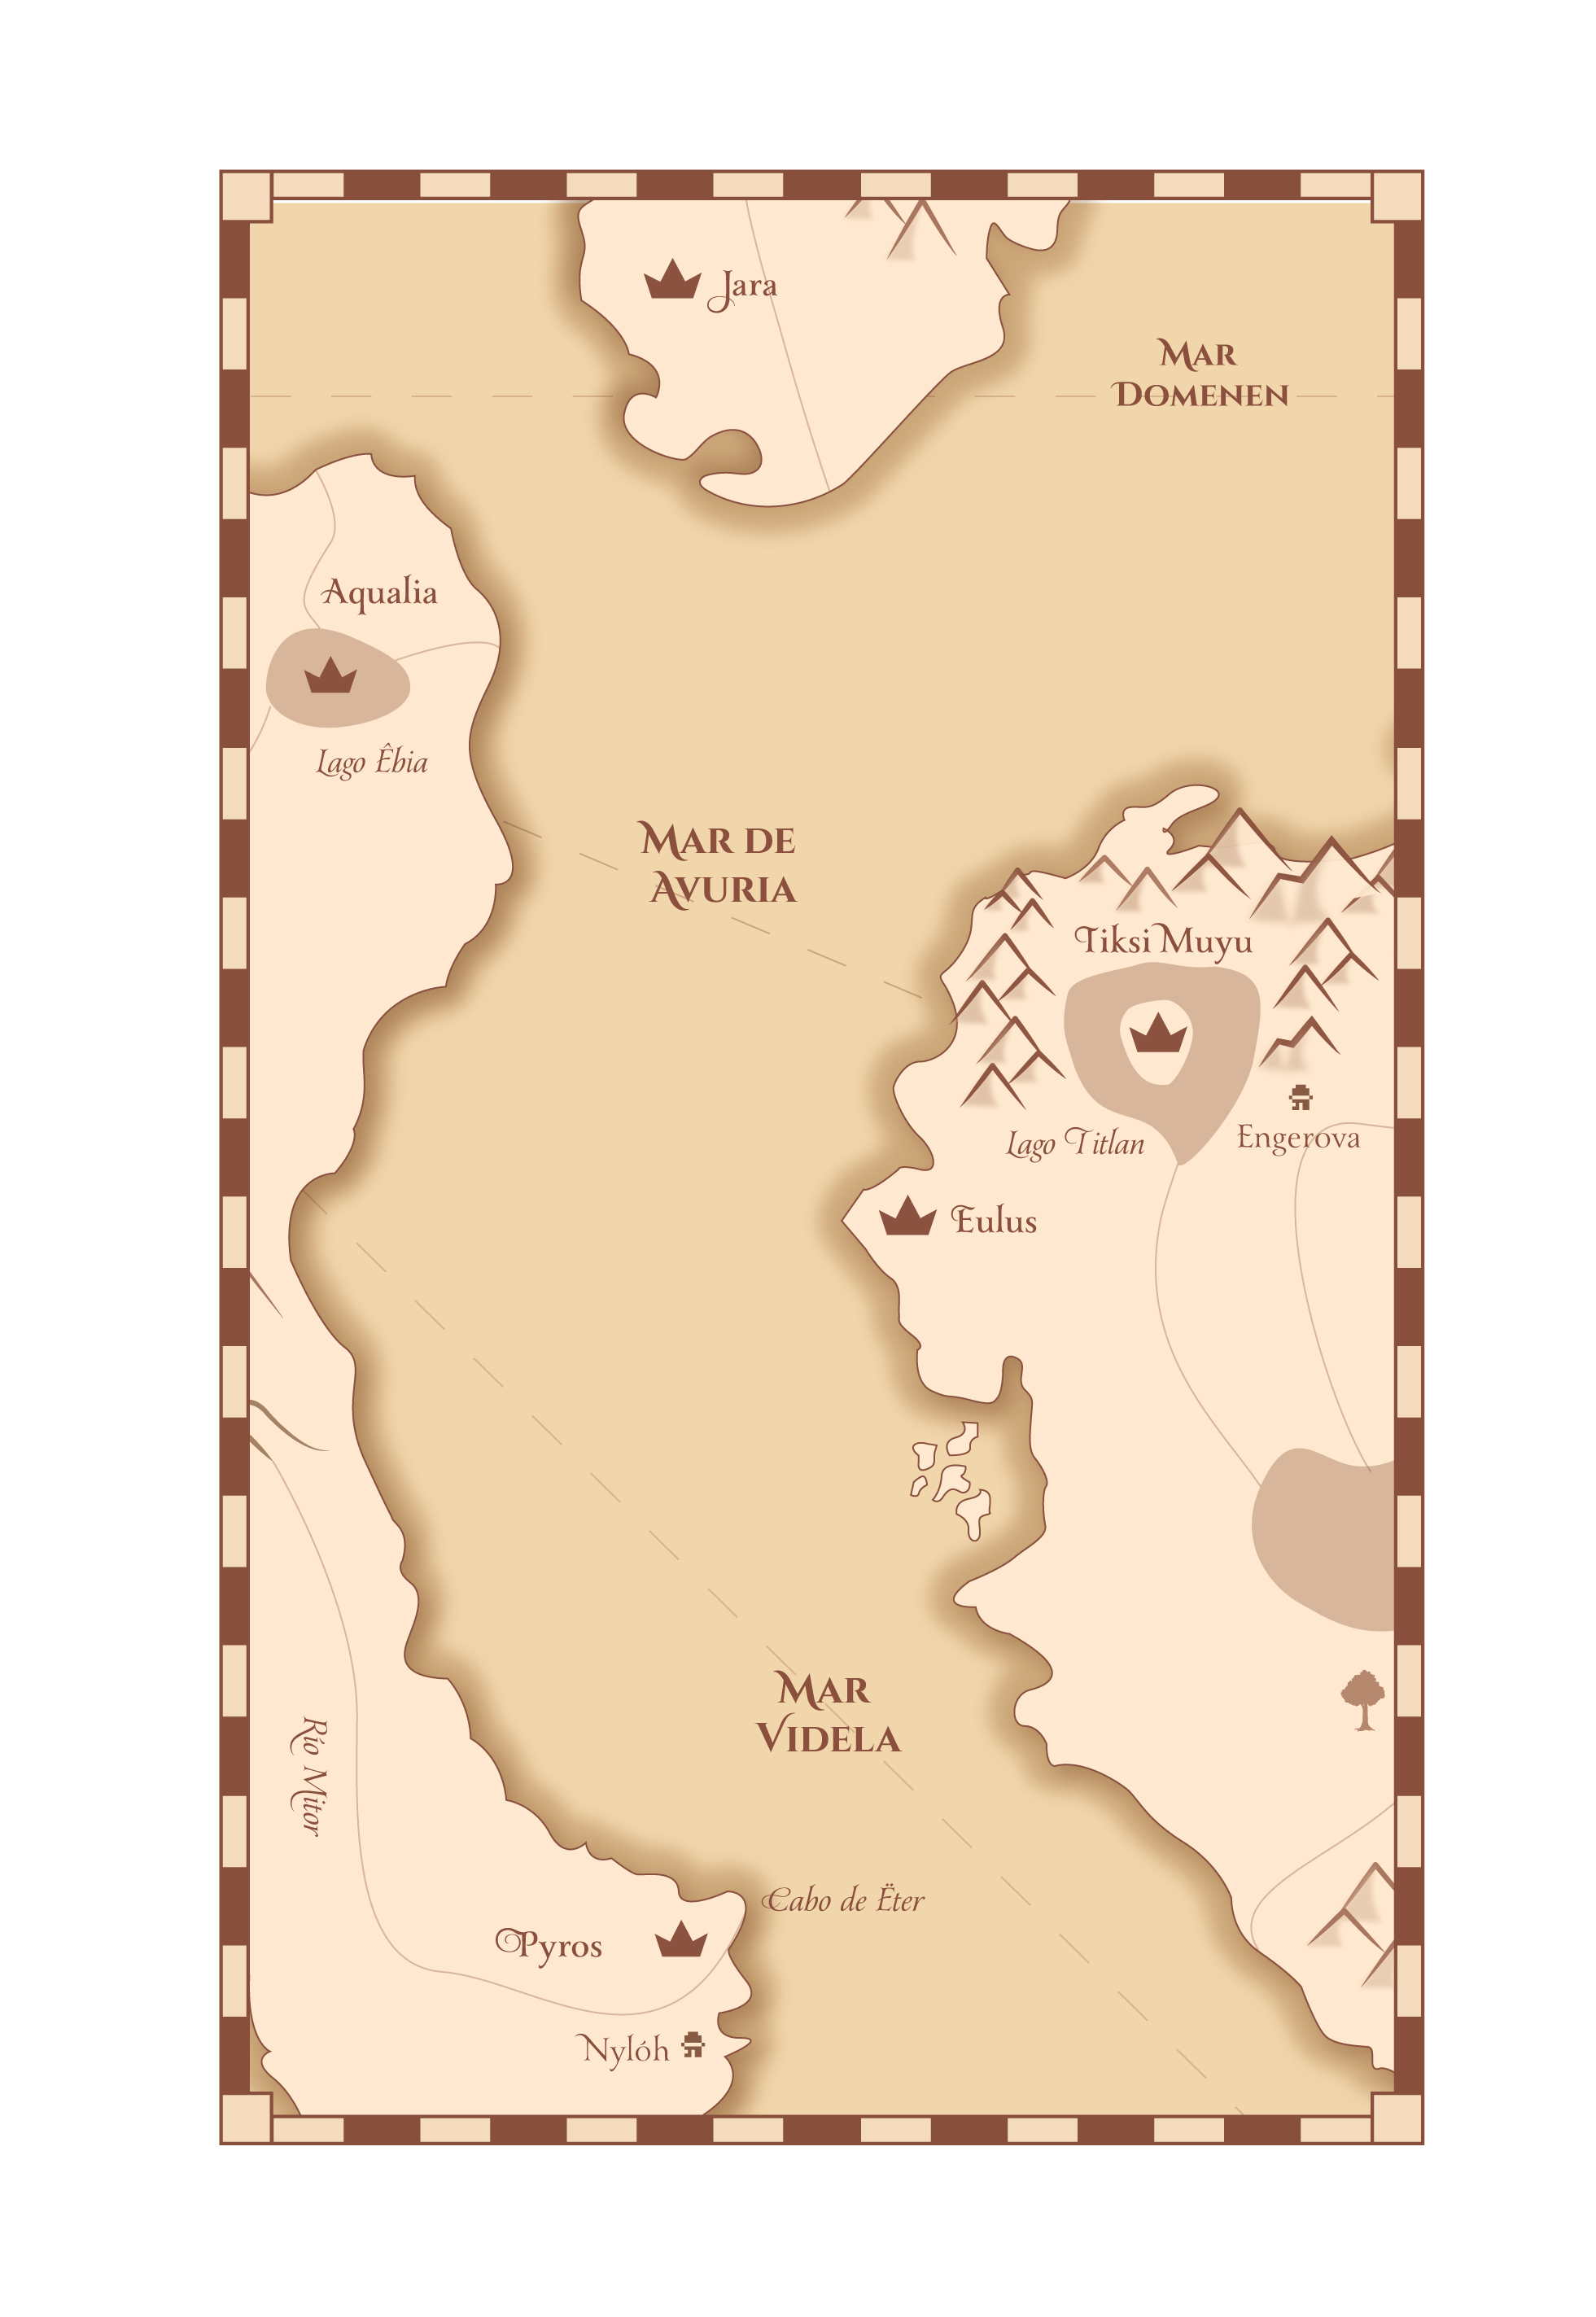 Jara
Mar
Domenen
Aqualia
Lago Êbia
Mar de
Avuria
Tiksi Muyu
Lago Titlan
Engerova
Eulus
Mar
Videla
Río Mitor
Cabo de Ëter
Pyros
Nylóh